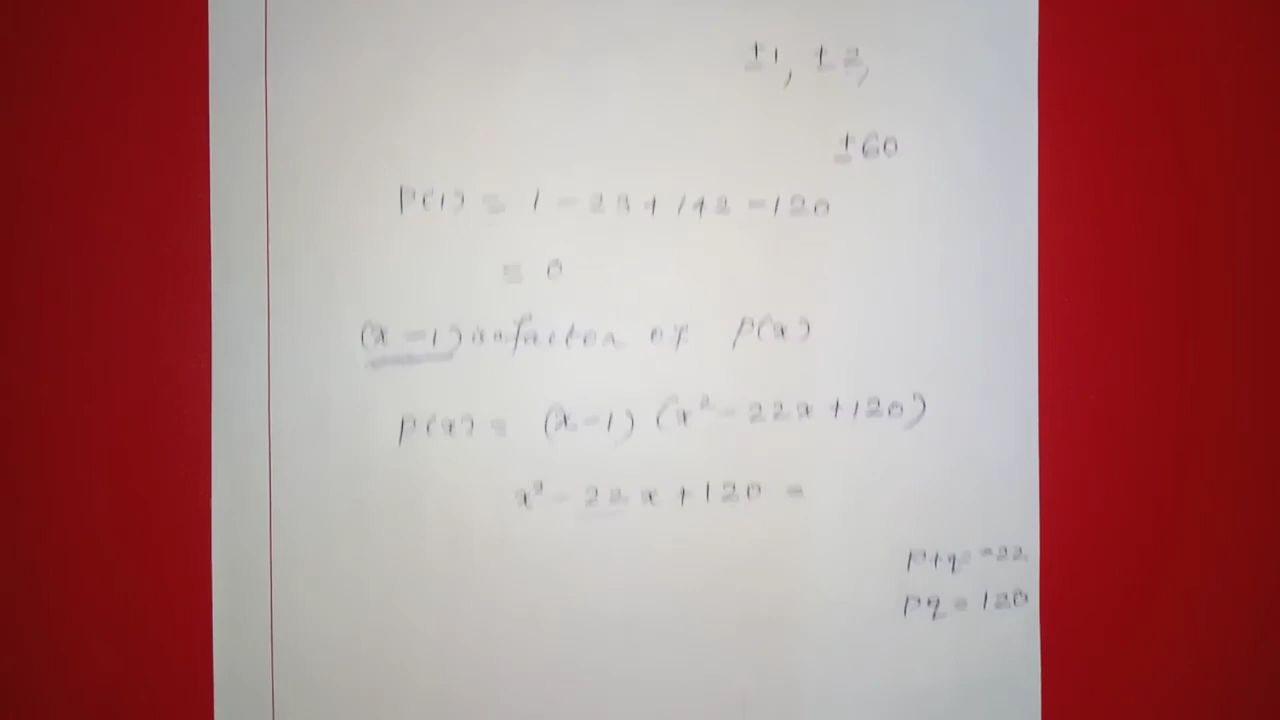 ±1, ±2,
±60
P(1) = 1 - 23 + 142 - 120
= 0
(x - 1) is factor of P(x)
P(x) = (x-1) (x² - 22x + 120)
x² - 22x + 120 =
p+q = -22
pq = 120